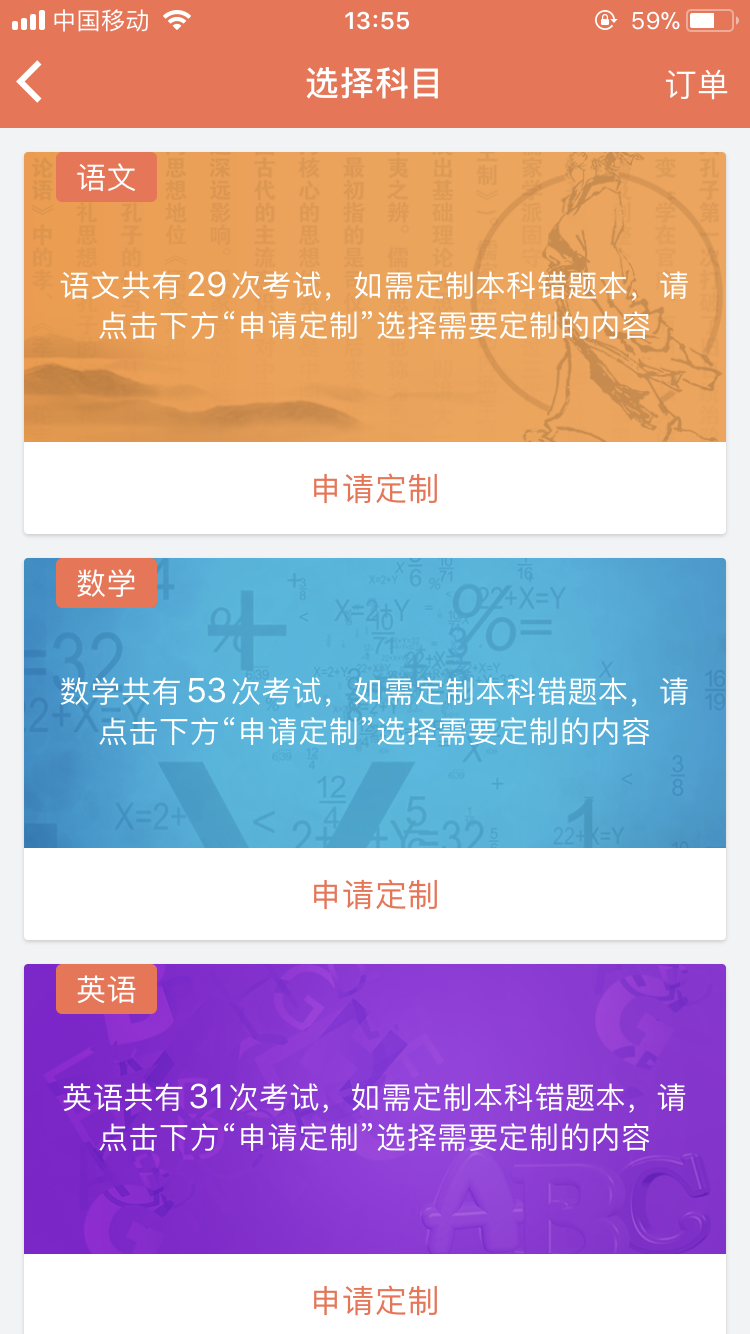 中国移动
13:55
59%
选择科目
订单
语文
语文共有29次考试，如需定制本科错题本，请
点击下方“申请定制”选择需要定制的内容
申请定制
数学
数学共有53次考试，如需定制本科错题本，请
点击下方“申请定制”选择需要定制的内容
申请定制
英语
英语共有31次考试，如需定制本科错题本，请
点击下方“申请定制”选择需要定制的内容
ABC
申请定制